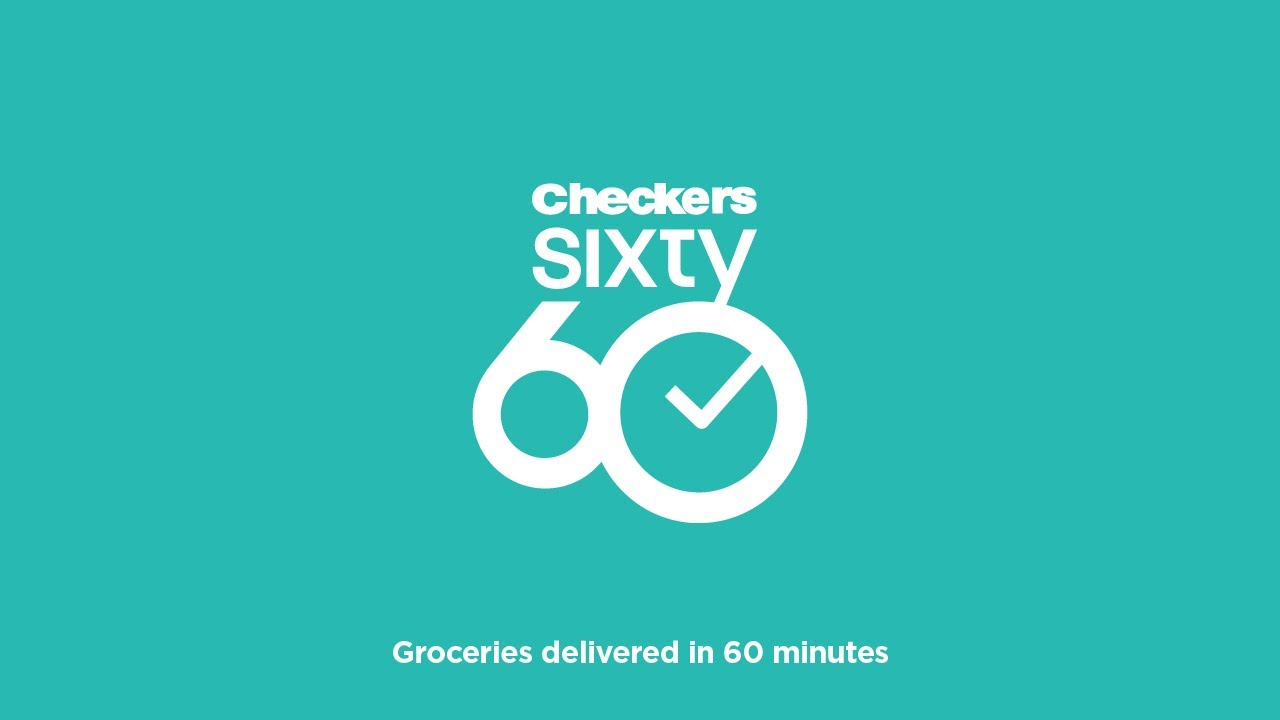 Checkers
SIXTY
60
Groceries delivered in 60 minutes